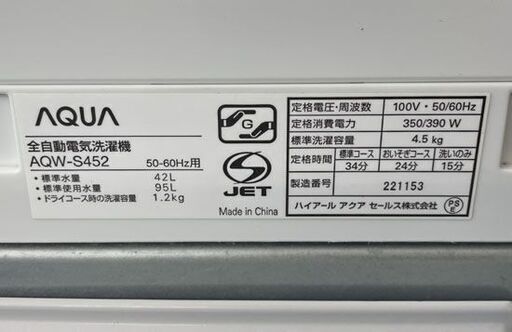 AQUA
全自動電気洗濯機
AQW-S452 50-60Hz用
・標準水量 42L
・標準使用水量 95L
・ドライコース時の洗濯容量 1.2kg
G
S
JET
Made in China
定格電圧・周波数 100V・50/60Hz
定格消費電力 350/390 W
標準洗濯容量 4.5 kg
定格時間 標準コース おいそぎコース 洗いのみ
34分 24分 15分
製造番号 221153
ハイアール アクア セールス株式会社
PS
E